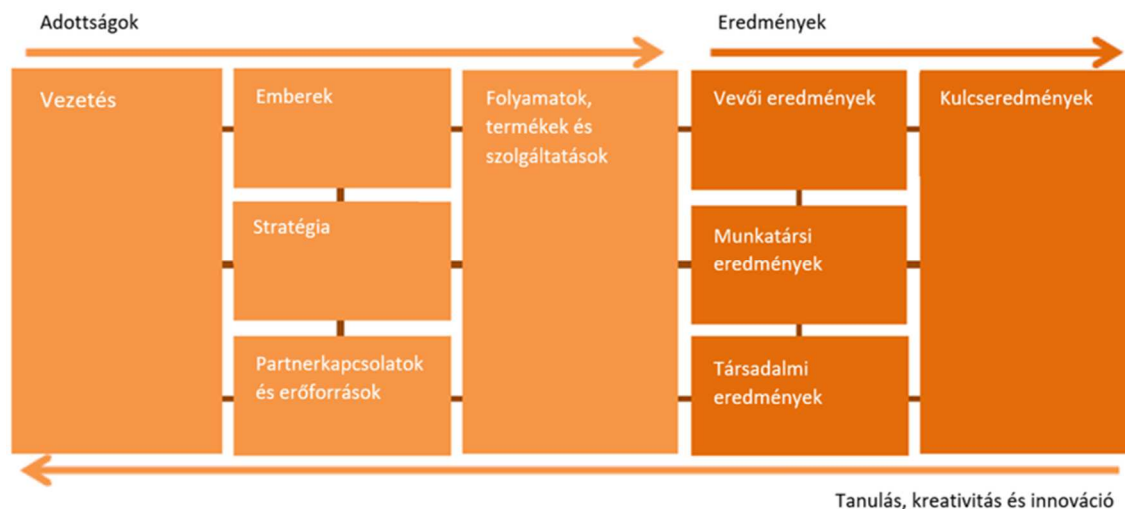 Adottságok
Eredmények
Vezetés
Emberek
Folyamatok,
termékek és
szolgáltatások
Stratégia
Partnerkapcsolatok
és erőforrások
Vevői eredmények
Munkatársi
eredmények
Társadalmi
eredmények
Kulcseredmények
Tanulás, kreativitás és innováció